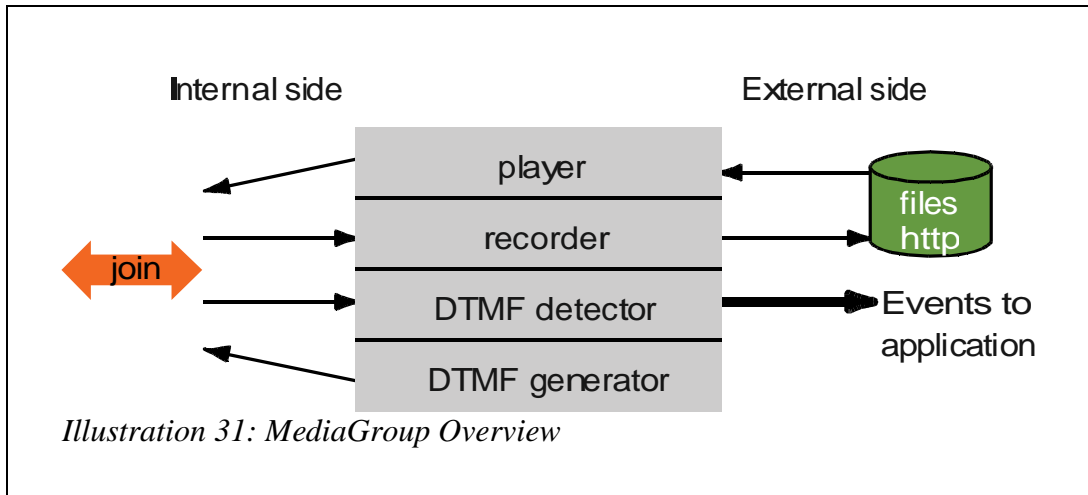 Internal side
External side
player
recorder
DTMF detector
DTMF generator
join
files
http
Events to
application
Illustration 31: MediaGroup Overview